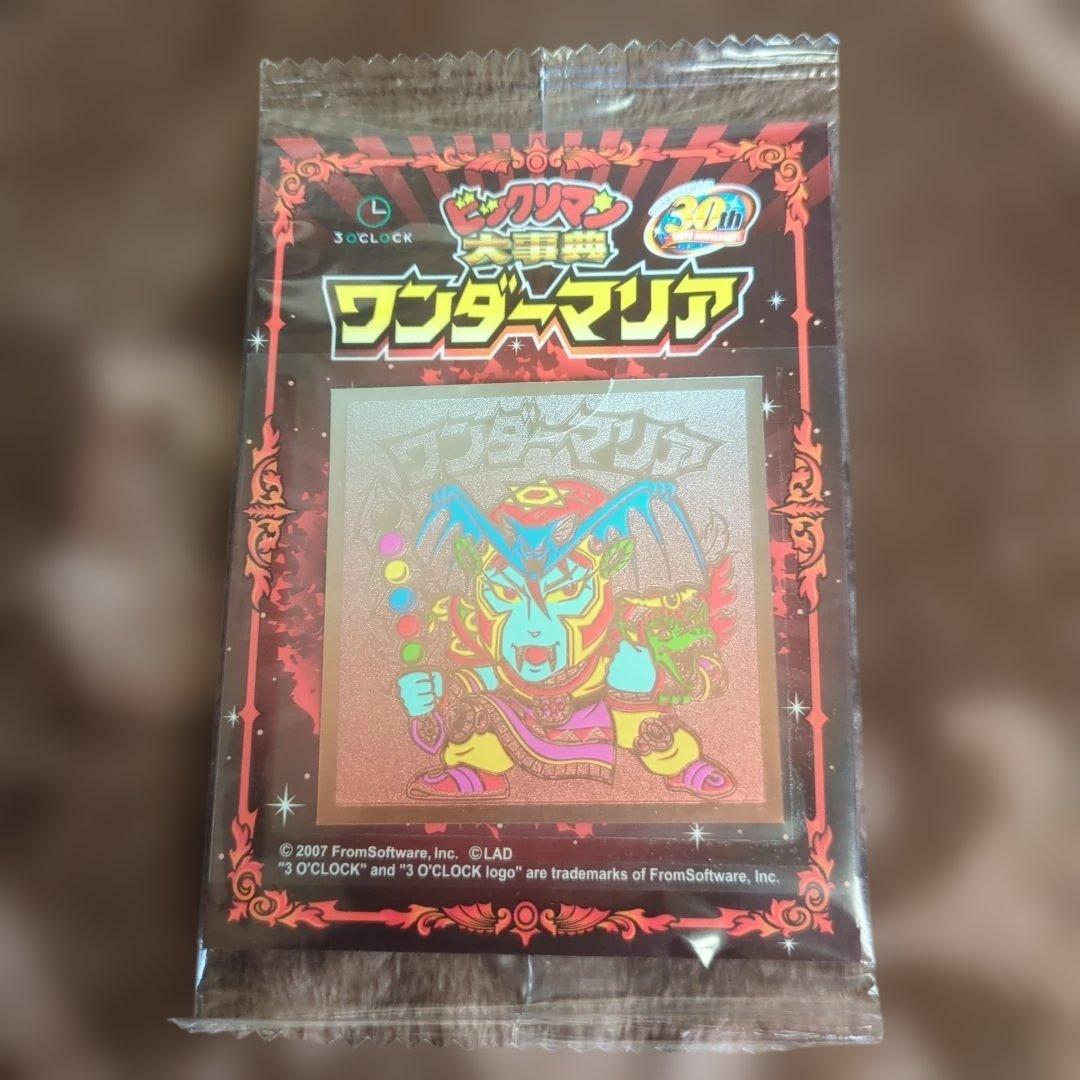 3 O'CLOCK
ビックリマン
大事典
30th
ワンダーマリア
ワンダーマリア
© 2007 FromSoftware, Inc. ©LAD
"3 O'CLOCK" and "3 O'CLOCK logo" are trademarks of FromSoftware, Inc.